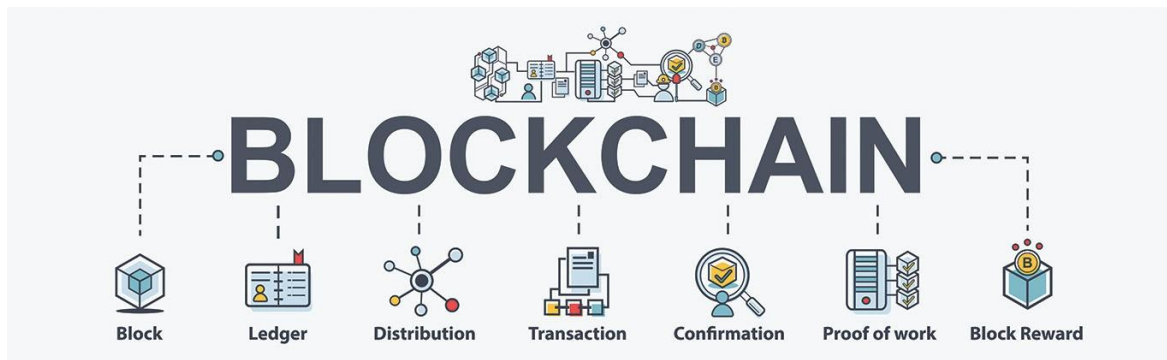 BLOCKCHAIN
Block
Ledger
Distribution
Transaction
Confirmation
Proof of work
Block Reward
B